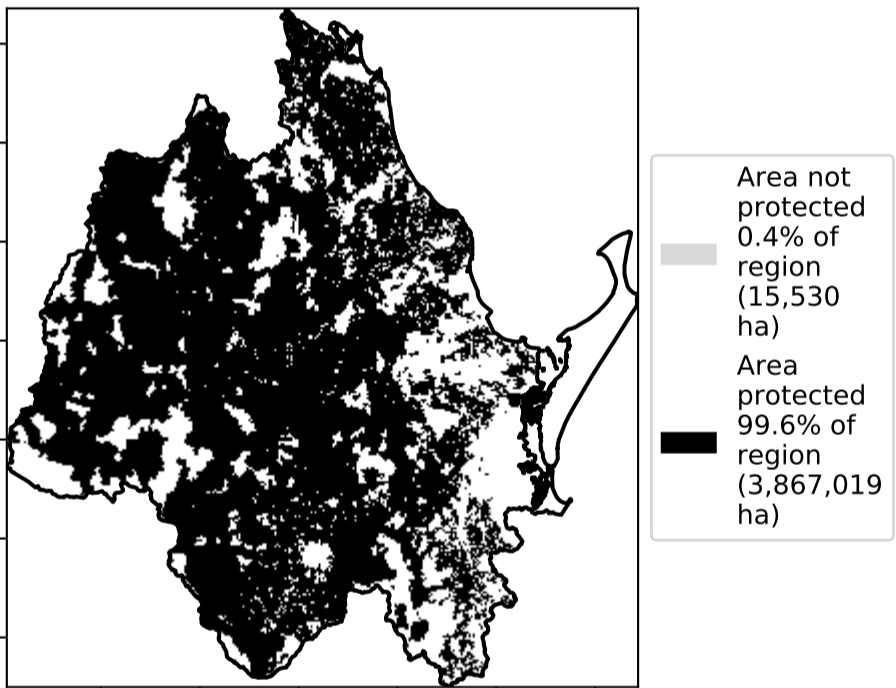 Area not
protected
0.4% of
region
(15,530
ha)
Area
protected
99.6% of
region
(3,867,019
ha)